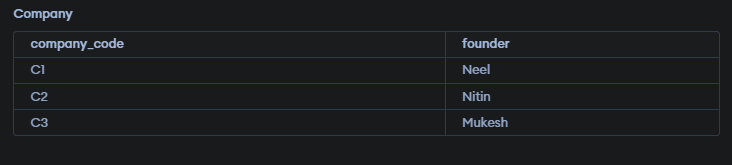 Company
company_code founder
C1 Neel
C2 Nitin
C3 Mukesh